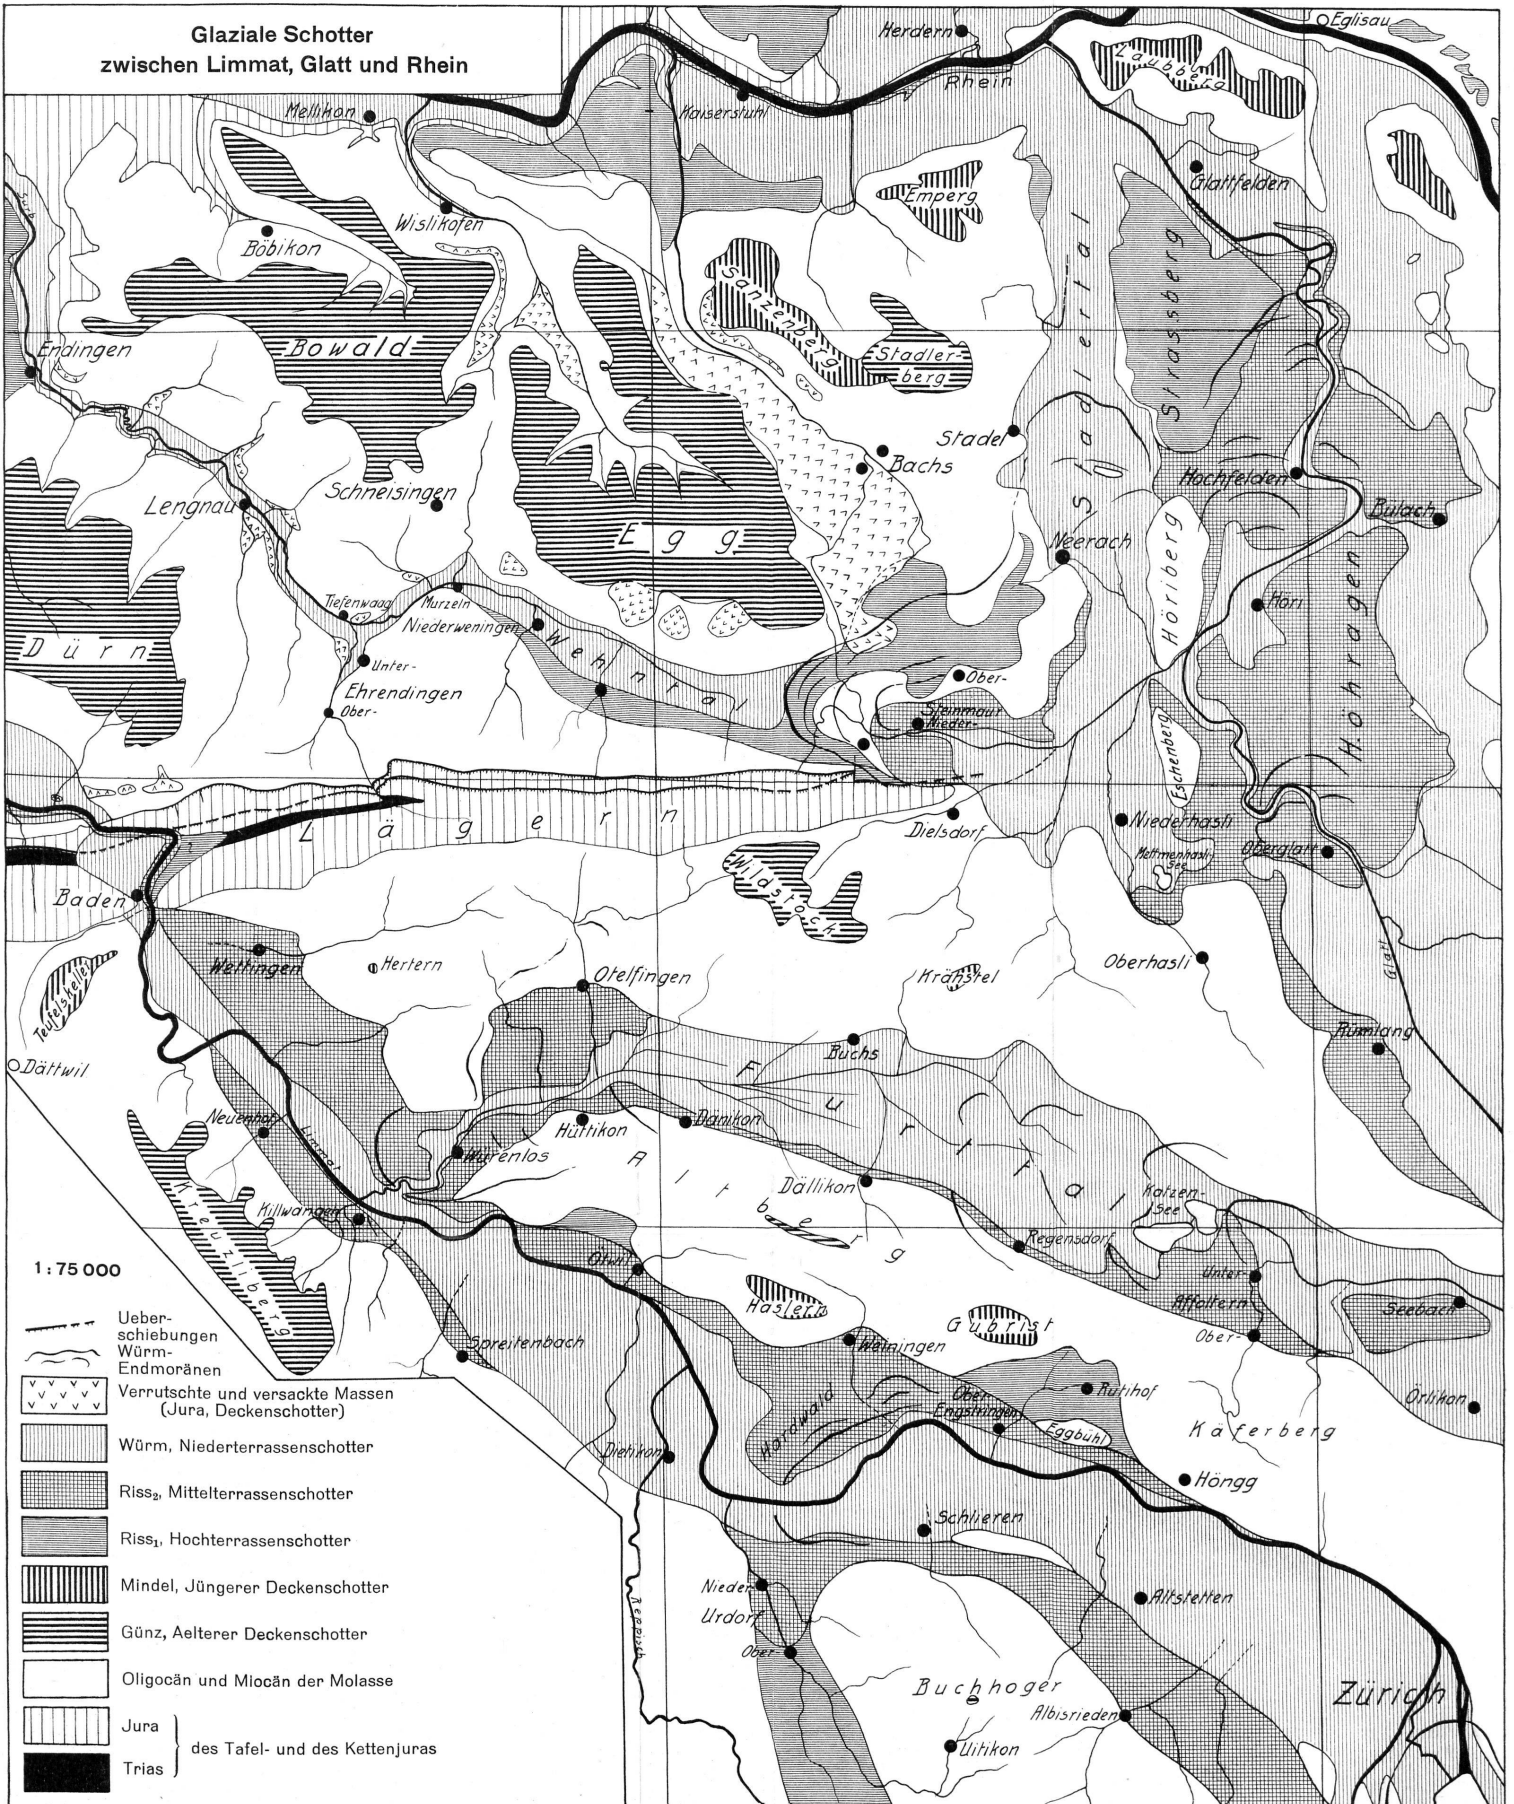 Glaziale Schotter
zwischen Limmat, Glatt und Rhein
Eglisau
Herdern
Laubberg
Rhein
Mellikon
Kaiserstuhl
Glattfelden
Surb
Emperg
Wislikofen
Böbikon
Stadlertal
Strassberg
Sanzenberg
Endingen
Bowald
Stadler-
berg
Stadel
Bachs
Hochfelden
Schneisingen
Lengnau
Bülach
Egg
Neerach
Höriberg
Höri
Höhragen
Tiefenwaag
Murzeln
Niederweningen
Wehntal
Dürn
Unter-
Ehrendingen
Ober-
Ober-
Steinmaur
Nieder-
Eschenberg
Lägern
Dielsdorf
Niederhasli
Mettmenhasli-
See
Oberglatt
Wildstock
Baden
Wettingen
Hertern
Otelfingen
Krähstel
Oberhasli
Glatt
Teufelskeller
Rümlang
Dättwil
Buchs
Furttal
Neuenhof
Limmat
Hüttikon
Dänikon
Würenlos
Altberg
Dällikon
Katzen-
See
Kreuzliberg
Killwangen
Regensdorf
Otwil
Unter-
Affoltern
Ober-
Seebach
Haslern
Gubrist
Weiningen
Spreitenbach
Hardwald
Ober-
Engstringen
Rütihof
Eggbühl
Örlikon
Käferberg
Dietikon
Höngg
Schlieren
Nieder-
Urdorf
Ober-
Altstetten
Reppisch
Buchhoger
Albisrieden
Zürich
Uitikon
1:75 000
Ueber-
schiebungen
Würm-
Endmoränen
Verrutschte und versackte Massen
(Jura, Deckenschotter)
Würm, Niederterrassenschotter
Riss₂, Mittelterrassenschotter
Riss₁, Hochterrassenschotter
Mindel, Jüngerer Deckenschotter
Günz, Aelterer Deckenschotter
Oligocän und Miocän der Molasse
Jura
des Tafel- und des Kettenjuras
Trias